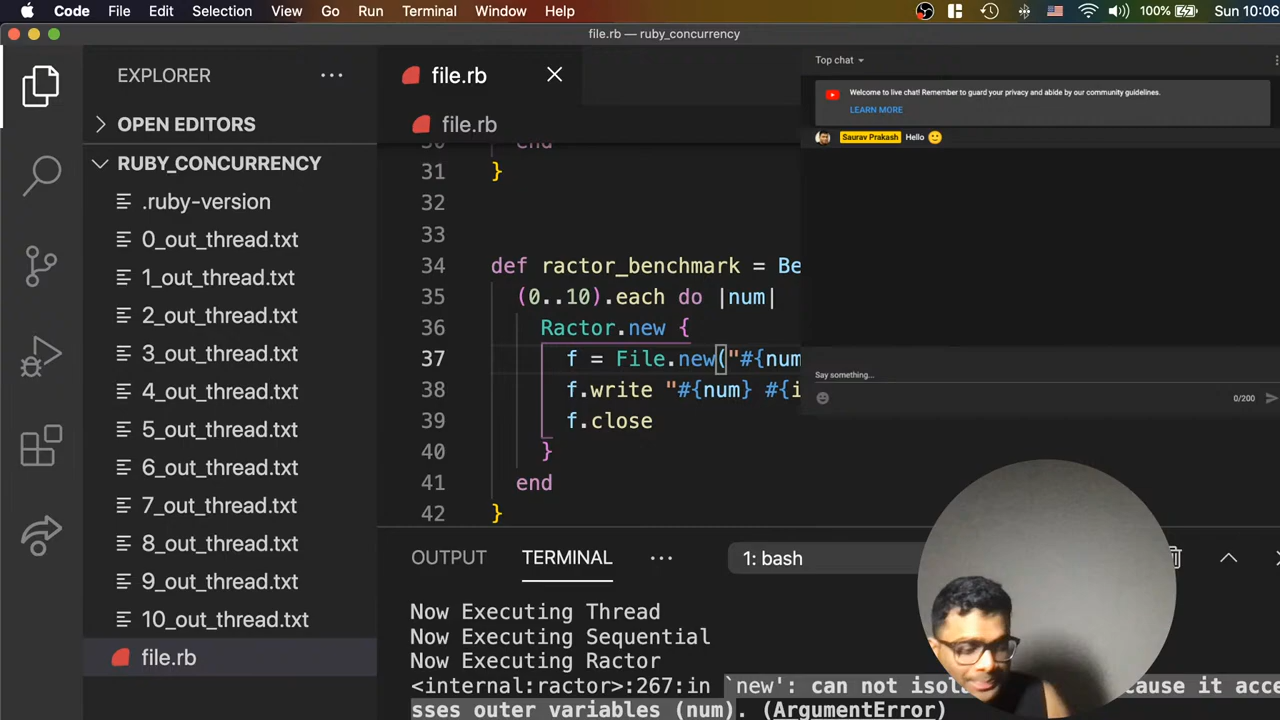 Code File Edit Selection View Go Run Terminal Window Help 100% Sun 10:06
file.rb — ruby_concurrency
EXPLORER
OPEN EDITORS
RUBY_CONCURRENCY
.ruby-version
0_out_thread.txt
1_out_thread.txt
2_out_thread.txt
3_out_thread.txt
4_out_thread.txt
5_out_thread.txt
6_out_thread.txt
7_out_thread.txt
8_out_thread.txt
9_out_thread.txt
10_out_thread.txt
file.rb
file.rb
file.rb
30 end
31 }
32
33
34 def ractor_benchmark = Be
35 (0..10).each do |num|
36 Ractor.new {
37 f = File.new("#{num
38 f.write "#{num} #{i
39 f.close
40 }
41 end
42 }
Top chat
Welcome to live chat! Remember to guard your privacy and abide by our community guidelines.
LEARN MORE
Saurav Prakash Hello 🙂
Say something...
0/200
OUTPUT TERMINAL ··· 1: bash
Now Executing Thread
Now Executing Sequential
Now Executing Ractor
<internal:ractor>:267:in `new': can not isola cause it acce
sses outer variables (num). (ArgumentError)